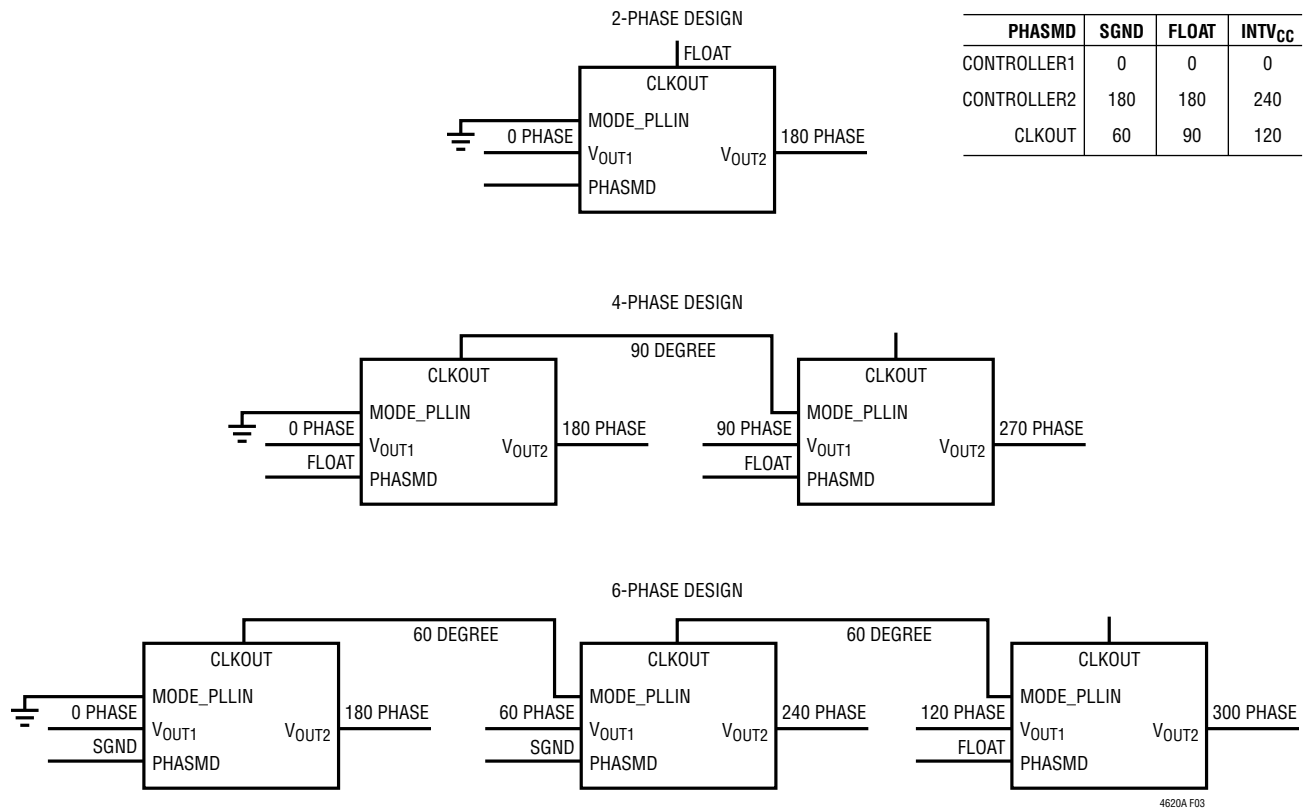 2-PHASE DESIGN
FLOAT
CLKOUT
MODE_PLLIN
0 PHASE
180 PHASE
VOUT1
VOUT2
PHASMD
PHASMD SGND FLOAT INTVCC
CONTROLLER1 0 0 0
CONTROLLER2 180 180 240
CLKOUT 60 90 120
4-PHASE DESIGN
90 DEGREE
CLKOUT
MODE_PLLIN
0 PHASE
180 PHASE
VOUT1
VOUT2
FLOAT
PHASMD
CLKOUT
MODE_PLLIN
90 PHASE
270 PHASE
VOUT1
VOUT2
FLOAT
PHASMD
6-PHASE DESIGN
60 DEGREE
60 DEGREE
CLKOUT
MODE_PLLIN
0 PHASE
180 PHASE
VOUT1
VOUT2
SGND
PHASMD
CLKOUT
MODE_PLLIN
60 PHASE
240 PHASE
VOUT1
VOUT2
SGND
PHASMD
CLKOUT
MODE_PLLIN
120 PHASE
300 PHASE
VOUT1
VOUT2
FLOAT
PHASMD
4620A F03